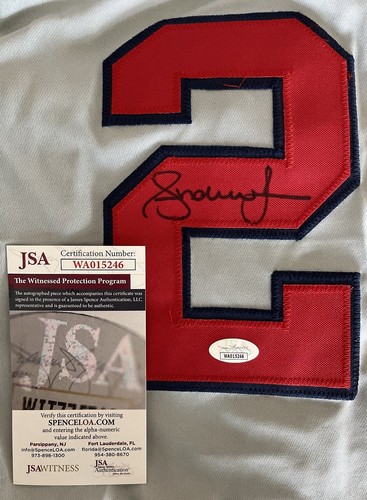 2
JSA
Certification Number:
WA015246
The Witnessed Protection Program
The autographed piece which accompanies this certificate was
signed in the presence of a James Spence Authentication, LLC
representative and is guaranteed to be authentic.
JSA
Verify this certification by visiting
SPENCELOA.COM
and entering the alpha-numeric
value indicated above.
Parsippany, NJ
info@SpenceLOA.com
973-898-1300
Fort Lauderdale, FL
florida@SpenceLOA.com
954-380-8670
JSAWITNESS
JSA
Authentication
WA015246